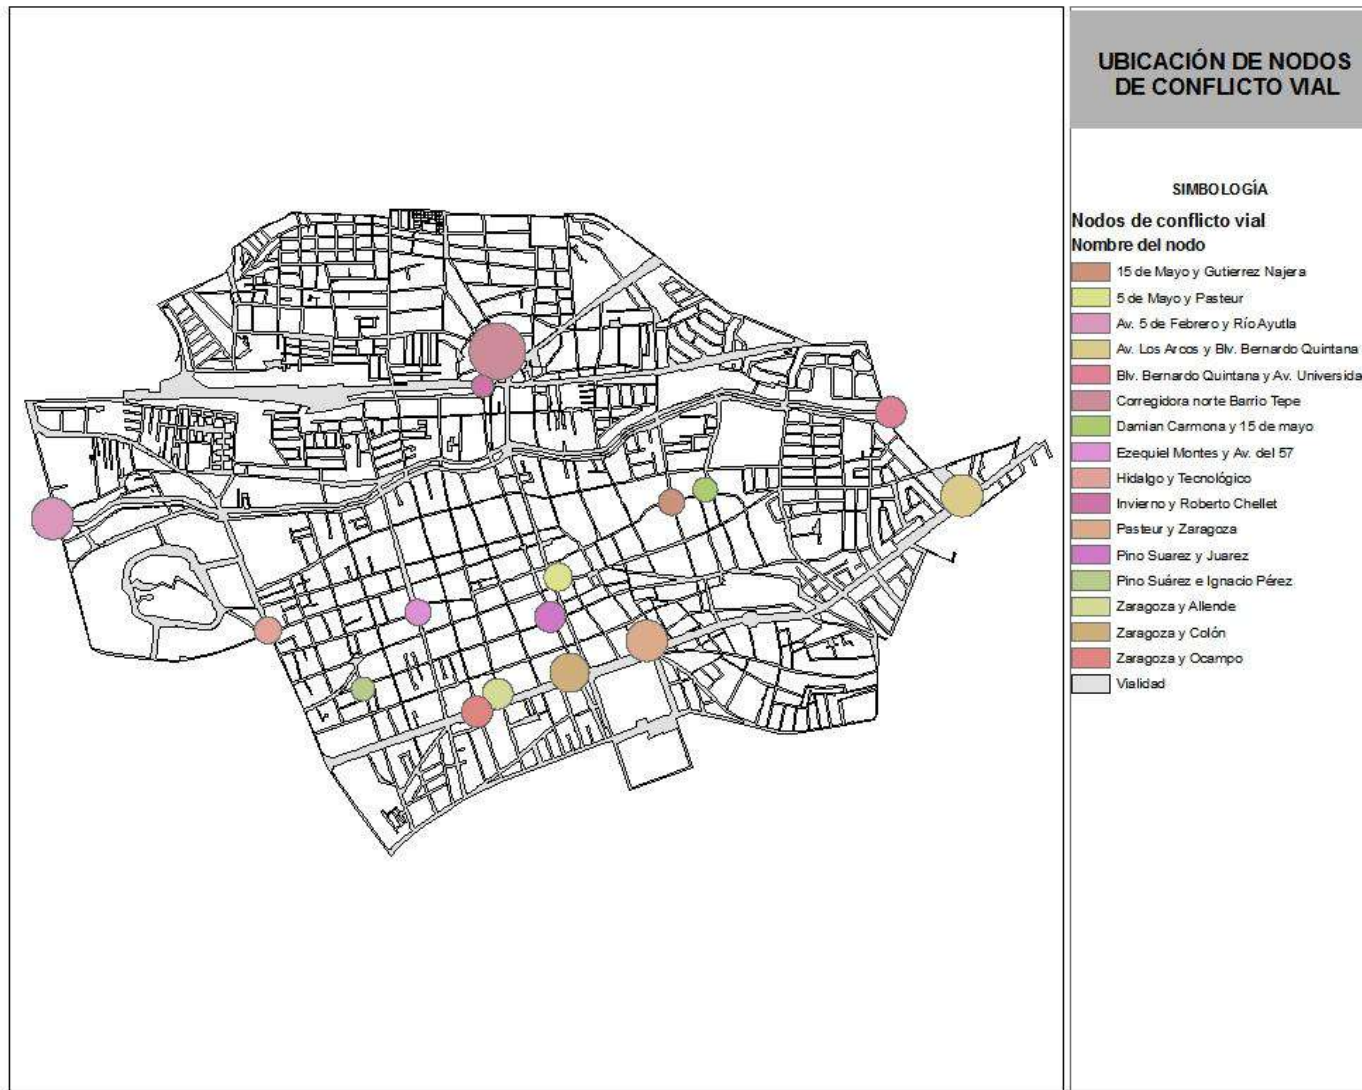 UBICACIÓN DE NODOS
DE CONFLICTO VIAL
SIMBOLOGÍA
Nodos de conflicto vial
Nombre del nodo
15 de Mayo y Gutierrez Najera
5 de Mayo y Pasteur
Av. 5 de Febrero y Río Ayutla
Av. Los Arcos y Blv. Bernardo Quintana
Blv. Bernardo Quintana y Av. Universida
Corregidora norte Barrio Tepe
Damian Carmona y 15 de mayo
Ezequiel Montes y Av. del 57
Hidalgo y Tecnológico
Invierno y Roberto Chellet
Pasteur y Zaragoza
Pino Suarez y Juarez
Pino Suárez e Ignacio Pérez
Zaragoza y Allende
Zaragoza y Colón
Zaragoza y Ocampo
Vialidad